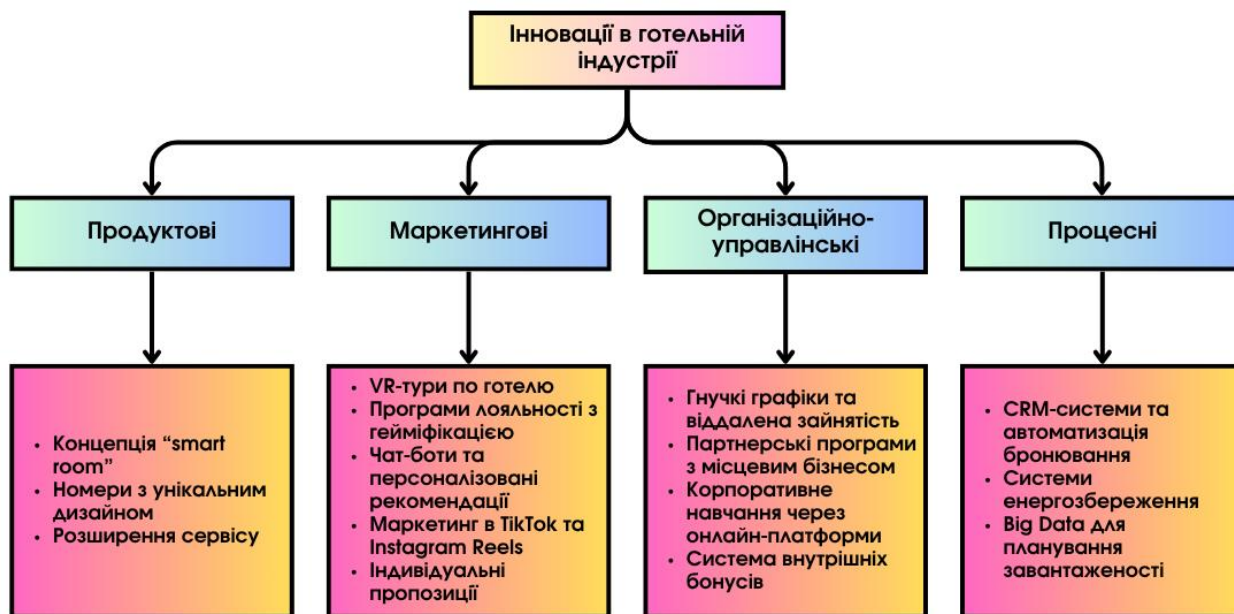 Інновації в готельній
індустрії
Продуктові
Маркетингові
Організаційно-
управлінські
Процесні
• Концепція “smart
room”
• Номери з унікальним
дизайном
• Розширення сервісу
• VR-тури по готелю
• Програми лояльності з
гейміфікацією
• Чат-боти та
персоналізовані
рекомендації
• Маркетинг в TikTok та
Instagram Reels
• Індивідуальні
пропозиції
• Гнучкі графіки та
віддалена зайнятість
• Партнерські програми
з місцевим бізнесом
• Корпоративне
навчання через
онлайн-платформи
• Система внутрішніх
бонусів
• CRM-системи та
автоматизація
бронювання
• Системи
енергозбереження
• Big Data для
планування
завантаженості